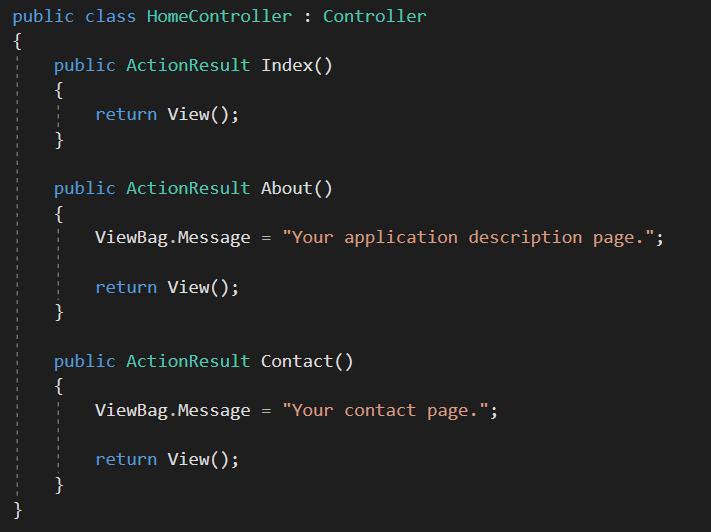 public class HomeController : Controller
{
    public ActionResult Index()
    {
        return View();
    }

    public ActionResult About()
    {
        ViewBag.Message = "Your application description page.";

        return View();
    }

    public ActionResult Contact()
    {
        ViewBag.Message = "Your contact page.";

        return View();
    }
}